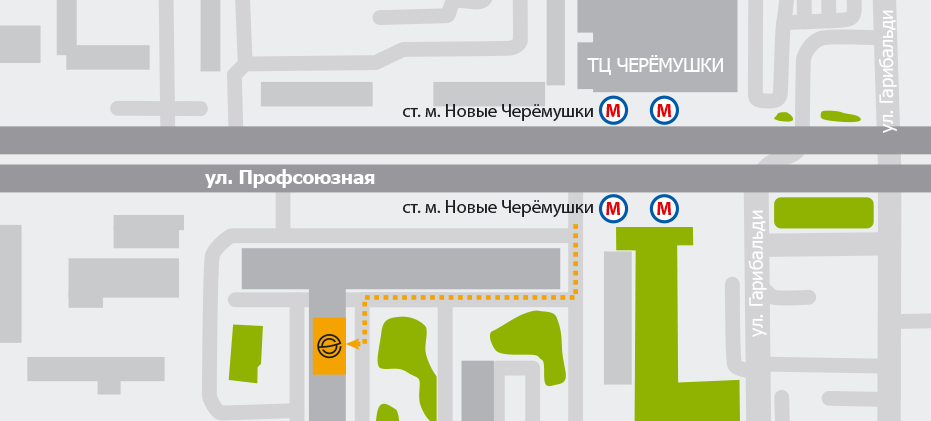 ТЦ ЧЕРЁМУШКИ
ул. Гарибальди
ст. м. Новые Черёмушки М М
ул. Профсоюзная
ст. м. Новые Черёмушки М М
ул. Гарибальди